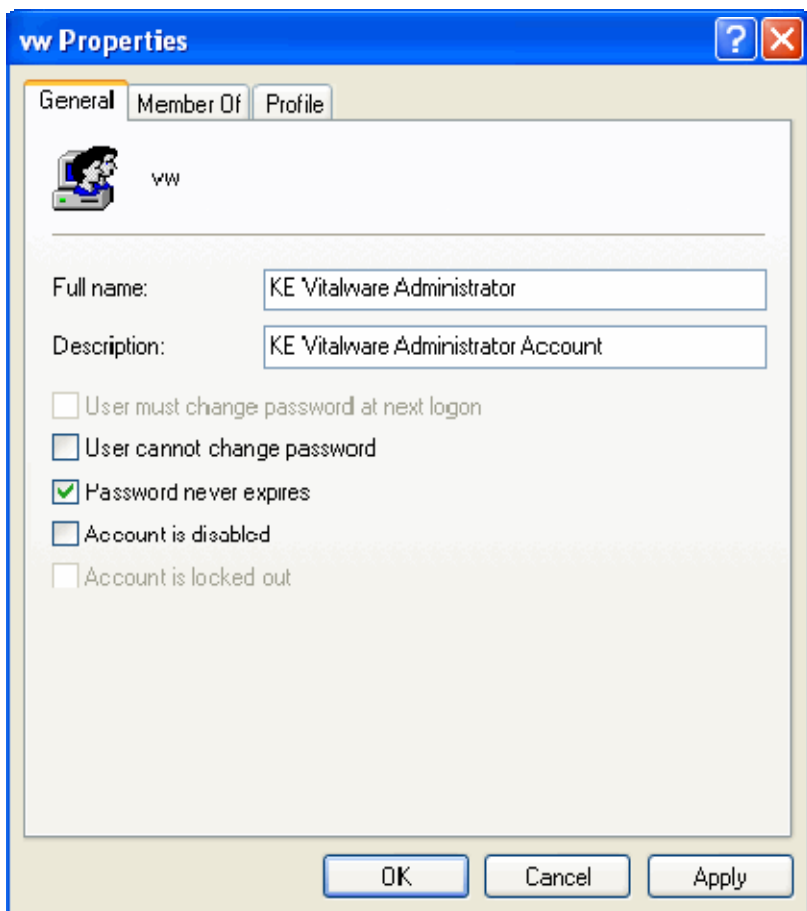 vw Properties
General Member Of Profile
vw
Full name: KE Vitalware Administrator
Description: KE Vitalware Administrator Account
User must change password at next logon
User cannot change password
Password never expires
Account is disabled
Account is locked out
OK Cancel Apply